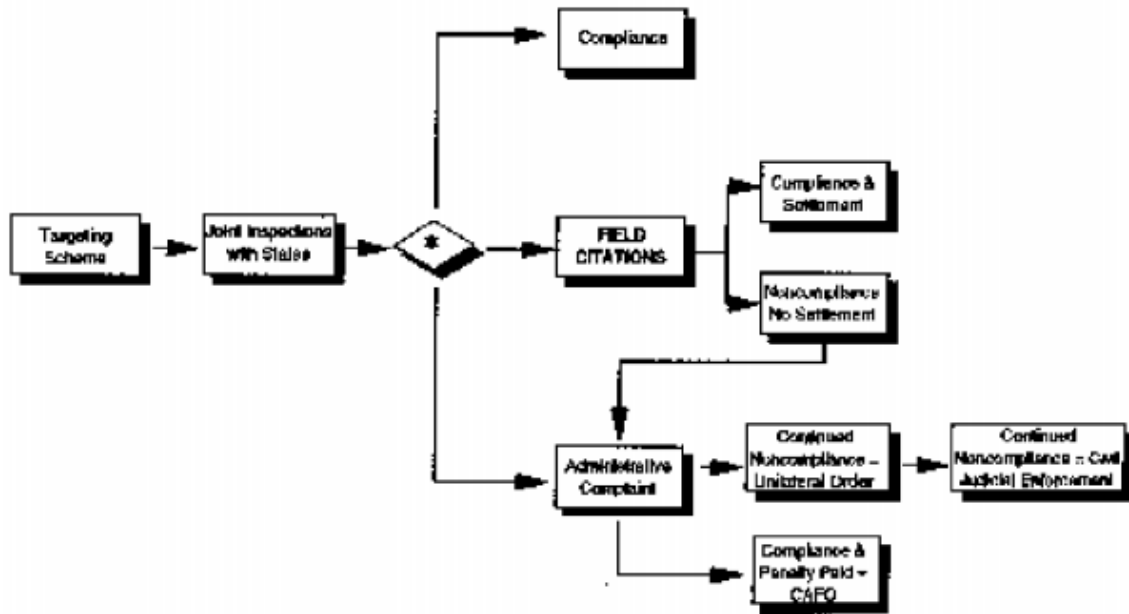 Compliance
Compliance &
Settlement
Targeting
Scheme
Joint Inspections
with States
*
FIELD
CITATIONS
Noncompliance
No Settlement
Administrative
Complaint
Continued
Noncompliance –
Unilateral Order
Continued
Noncompliance = Civil
Judicial Enforcement
Compliance &
Penalty Paid –
CAFO